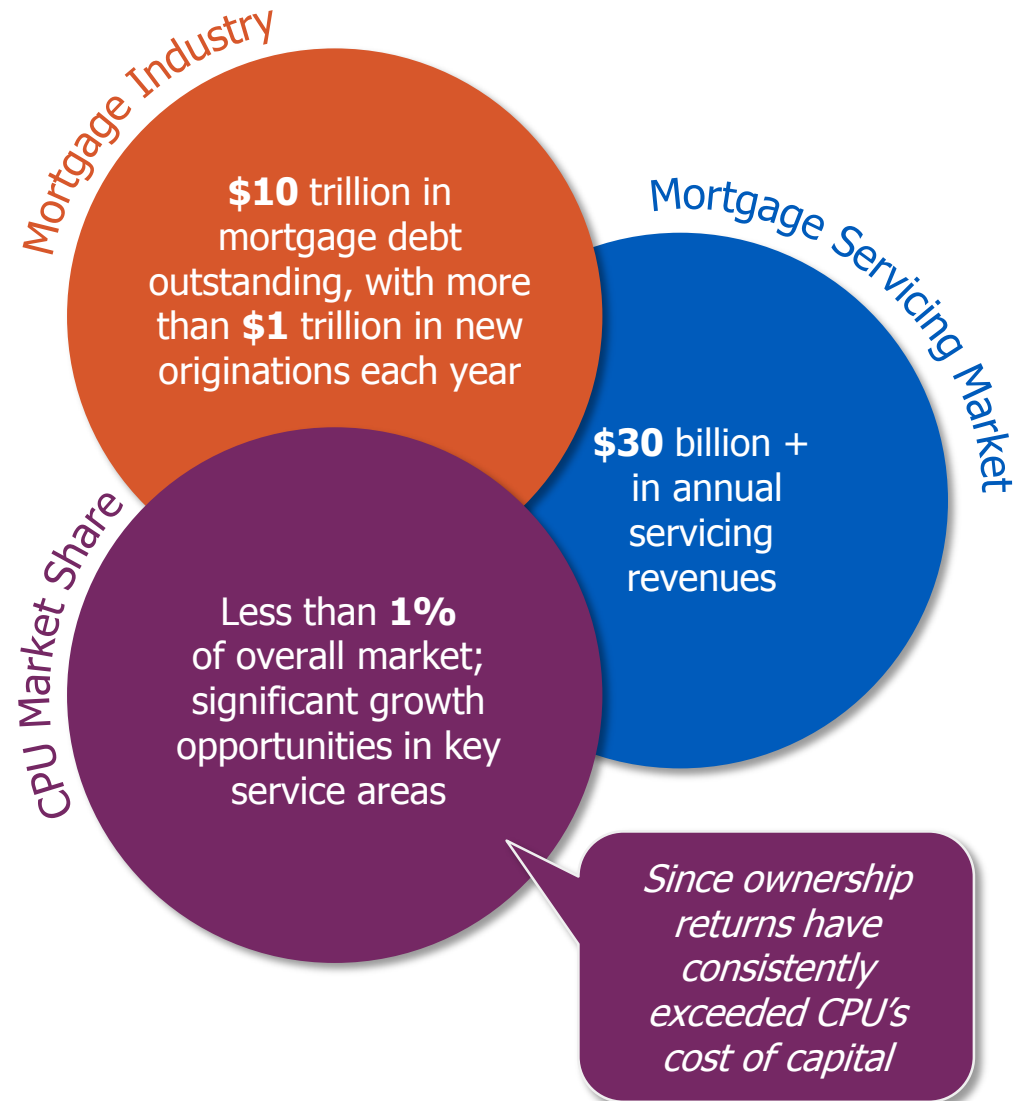 Mortgage Industry
$10 trillion in
mortgage debt
outstanding, with more
than $1 trillion in new
originations each year
Mortgage Servicing Market
$30 billion +
in annual
servicing
revenues
CPU Market Share
Less than 1%
of overall market;
significant growth
opportunities in key
service areas
Since ownership
returns have
consistently
exceeded CPU’s
cost of capital